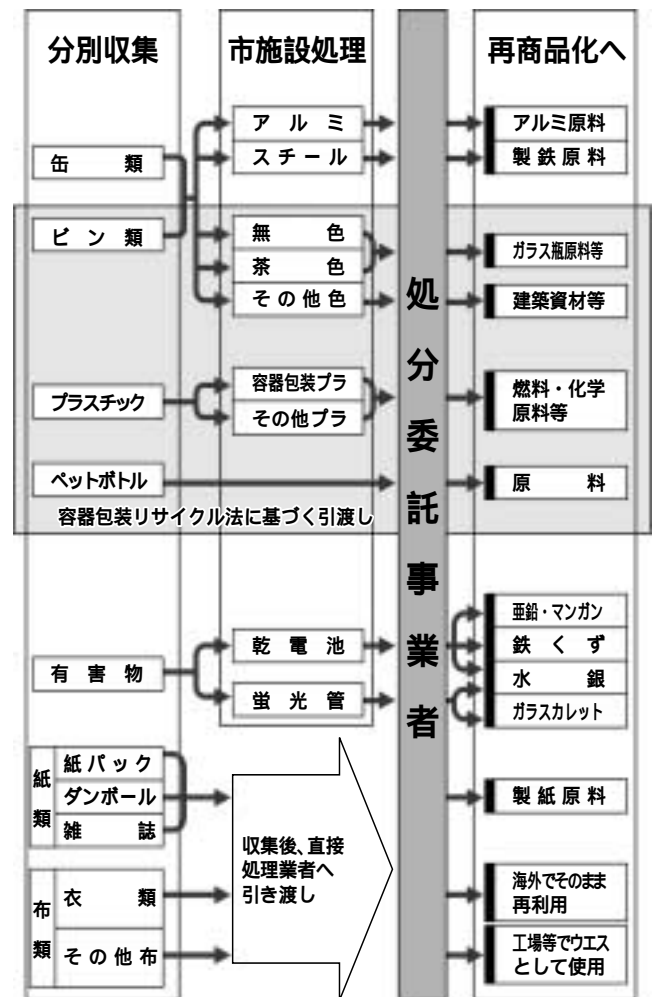 分別収集
市施設処理
再商品化へ
缶類
ビン類
プラスチック
ペットボトル
容器包装リサイクル法に基づく引渡し
有害物
紙類
紙パック
ダンボール
雑誌
布類
衣類
その他布
アルミ
スチール
無色
茶色
その他色
容器包装プラ
その他プラ
乾電池
蛍光管
収集後、直接
処理業者へ
引き渡し
処分委託事業者
アルミ原料
製鉄原料
ガラス瓶原料等
建築資材等
燃料・化学
原料等
原料
亜鉛・マンガン
鉄くず
水銀
ガラスカレット
製紙原料
海外でそのまま
再利用
工場等でウエス
として使用